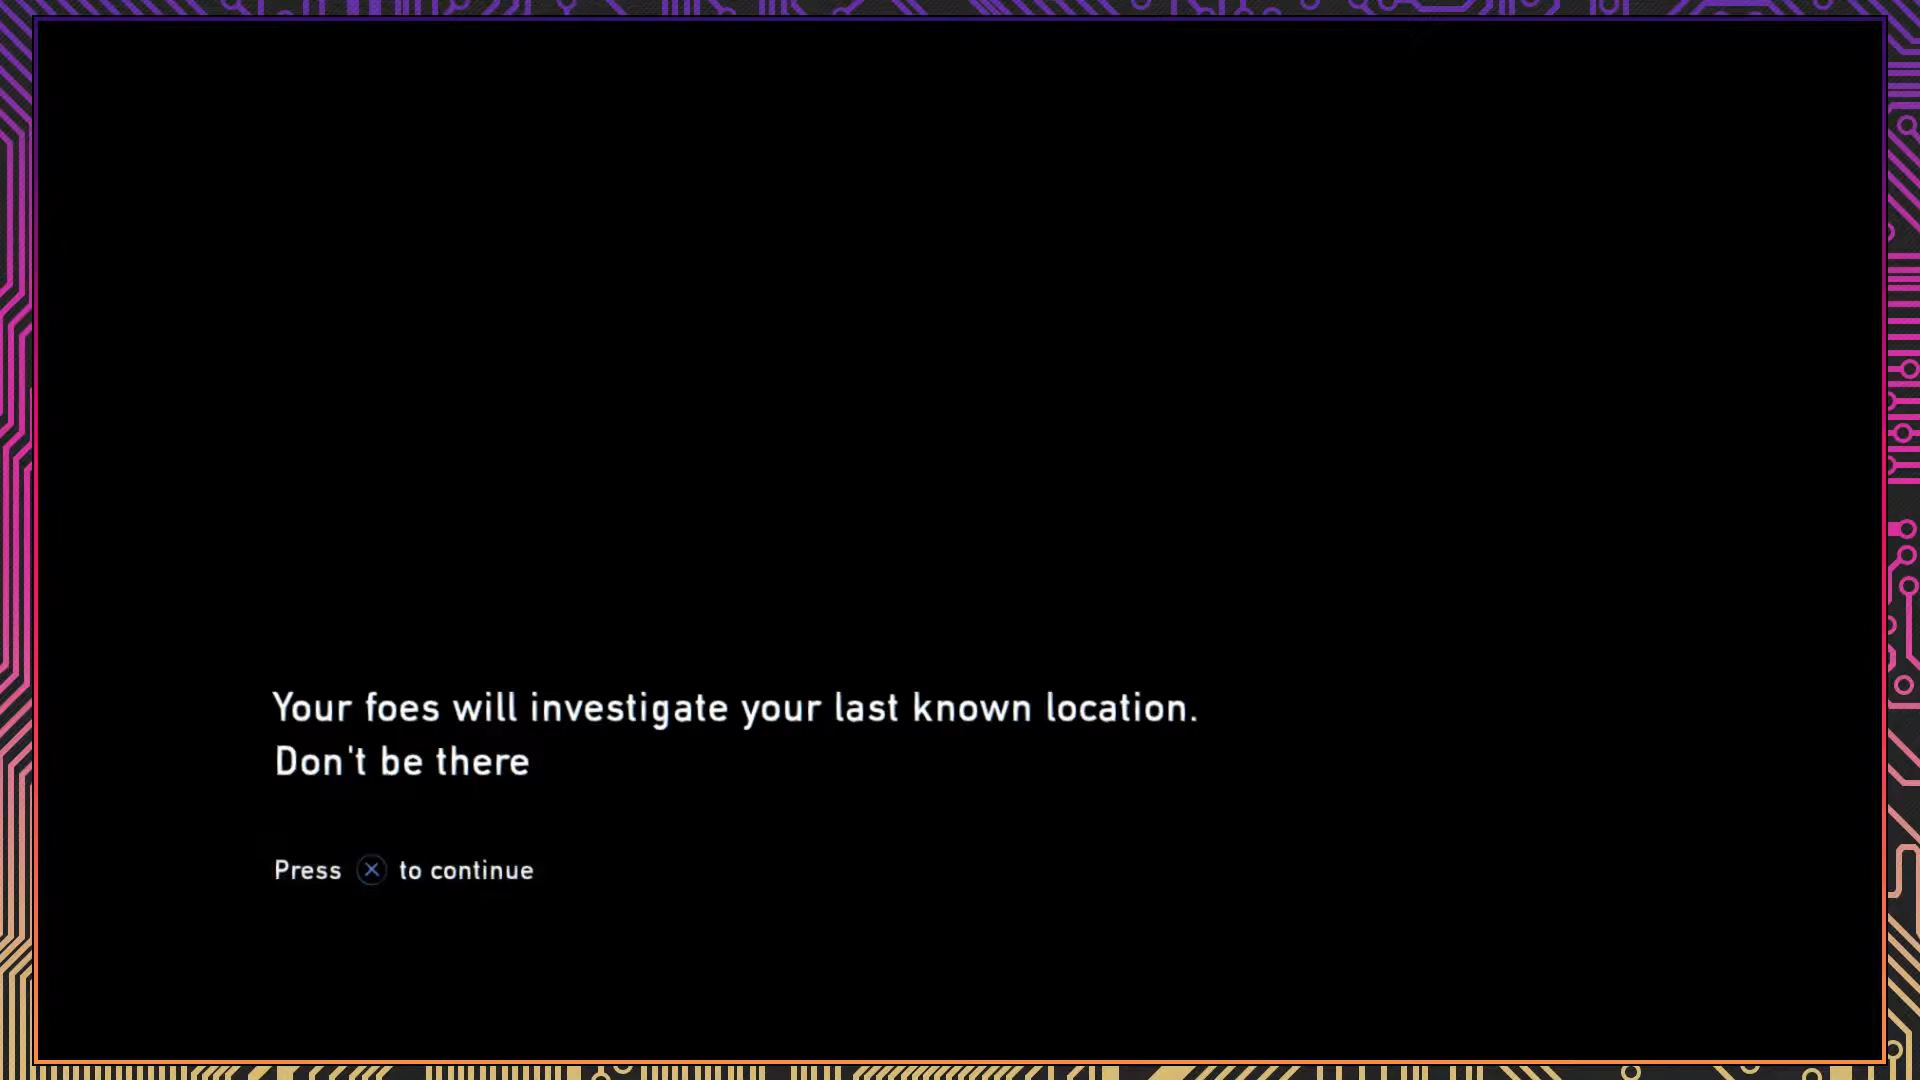 Your foes will investigate your last known location.
Don't be there
Press ⓧ to continue